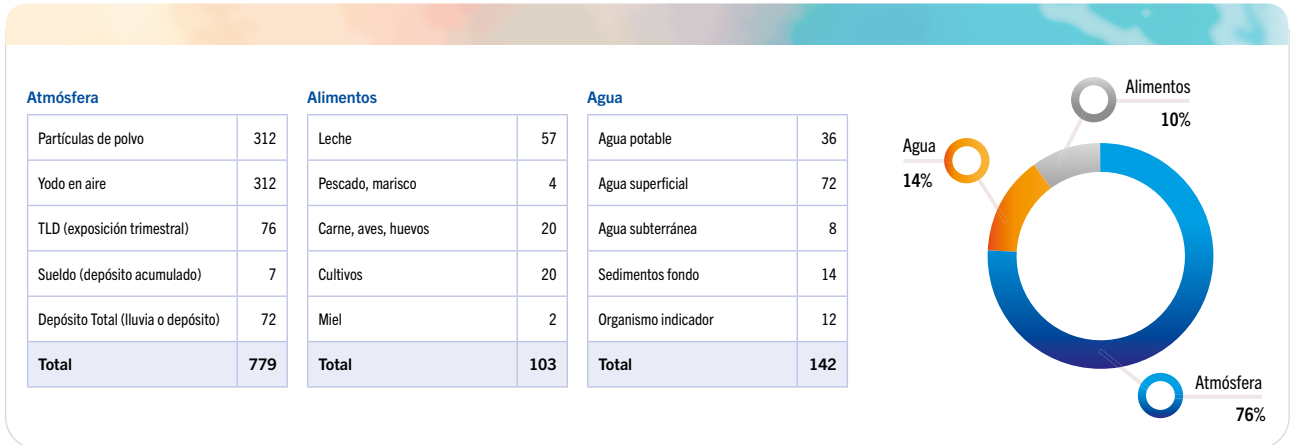 Atmósfera
Partículas de polvo 312
Yodo en aire 312
TLD (exposición trimestral) 76
Sueldo (depósito acumulado) 7
Depósito Total (lluvia o depósito) 72
Total 779
Alimentos
Leche 57
Pescado, marisco 4
Carne, aves, huevos 20
Cultivos 20
Miel 2
Total 103
Agua
Agua potable 36
Agua superficial 72
Agua subterránea 8
Sedimentos fondo 14
Organismo indicador 12
Total 142
Alimentos
10%
Agua
14%
Atmósfera
76%